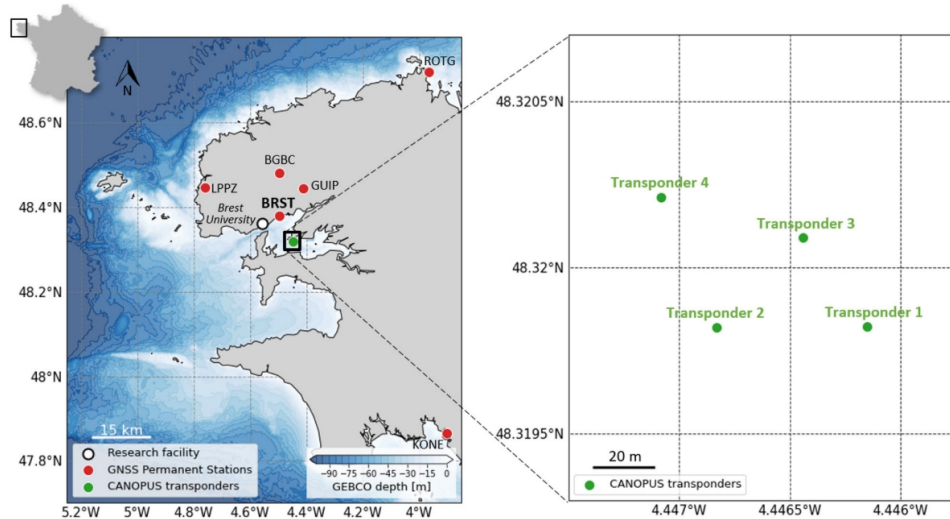 N
48.6°N
48.4°N
48.2°N
48°N
47.8°N
ROTG
BGBC
LPPZ
GUIP
Brest
University
BRST
KONE
15 km
Research facility
GNSS Permanent Stations
CANOPUS transponders
−90 −75 −60 −45 −30 −15 0
GEBCO depth [m]
5.2°W 5°W 4.8°W 4.6°W 4.4°W 4.2°W 4°W
48.3205°N
48.32°N
48.3195°N
Transponder 4
Transponder 3
Transponder 2
Transponder 1
20 m
CANOPUS transponders
4.447°W 4.4465°W 4.446°W